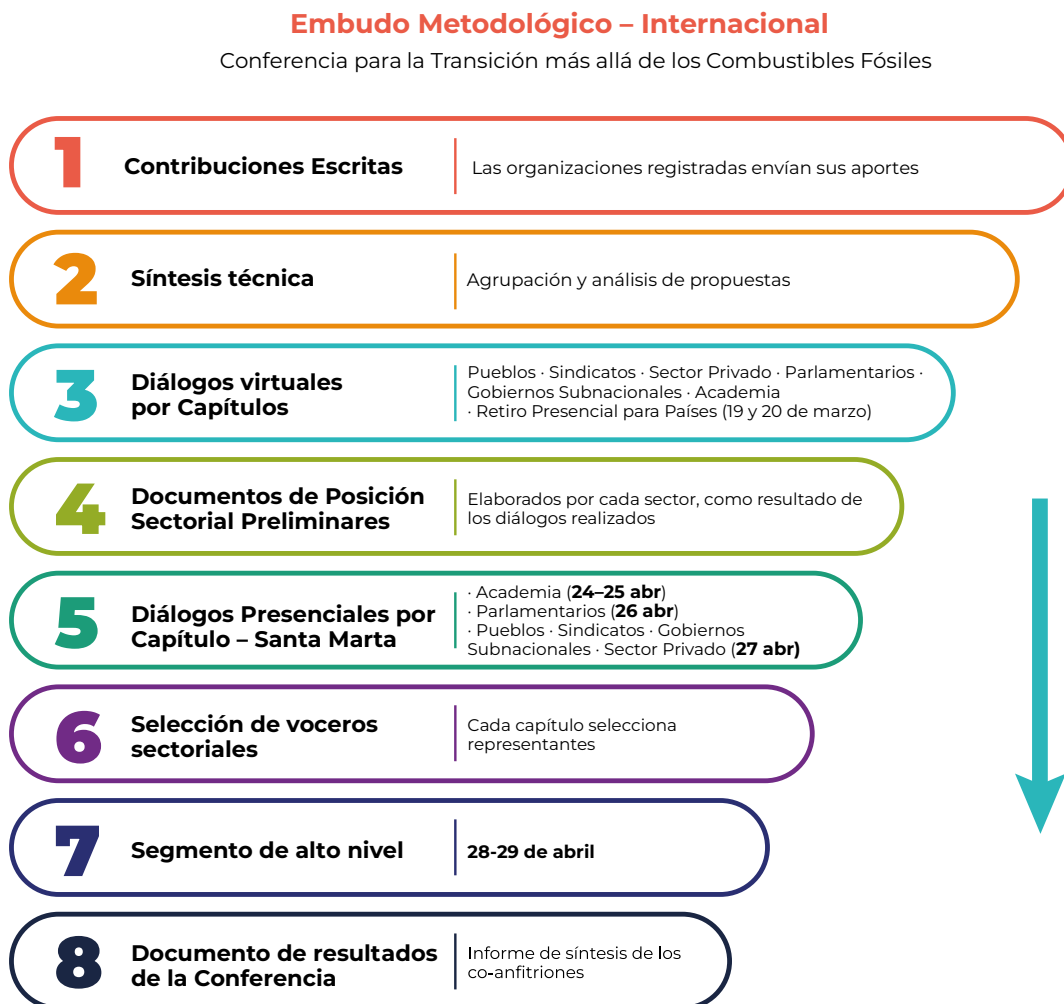 Embudo Metodológico – Internacional
Conferencia para la Transición más allá de los Combustibles Fósiles
1
Contribuciones Escritas
Las organizaciones registradas envían sus aportes
2
Síntesis técnica
Agrupación y análisis de propuestas
3
Diálogos virtuales
por Capítulos
Pueblos · Sindicatos · Sector Privado · Parlamentarios ·
Gobiernos Subnacionales · Academia
· Retiro Presencial para Países (19 y 20 de marzo)
4
Documentos de Posición
Sectorial Preliminares
Elaborados por cada sector, como resultado de
los diálogos realizados
5
Diálogos Presenciales por
Capítulo – Santa Marta
· Academia (24–25 abr)
· Parlamentarios (26 abr)
· Pueblos · Sindicatos · Gobiernos
Subnacionales · Sector Privado (27 abr)
6
Selección de voceros
sectoriales
Cada capítulo selecciona
representantes
7
Segmento de alto nivel
28-29 de abril
8
Documento de resultados
de la Conferencia
Informe de síntesis de los
co-anfitriones